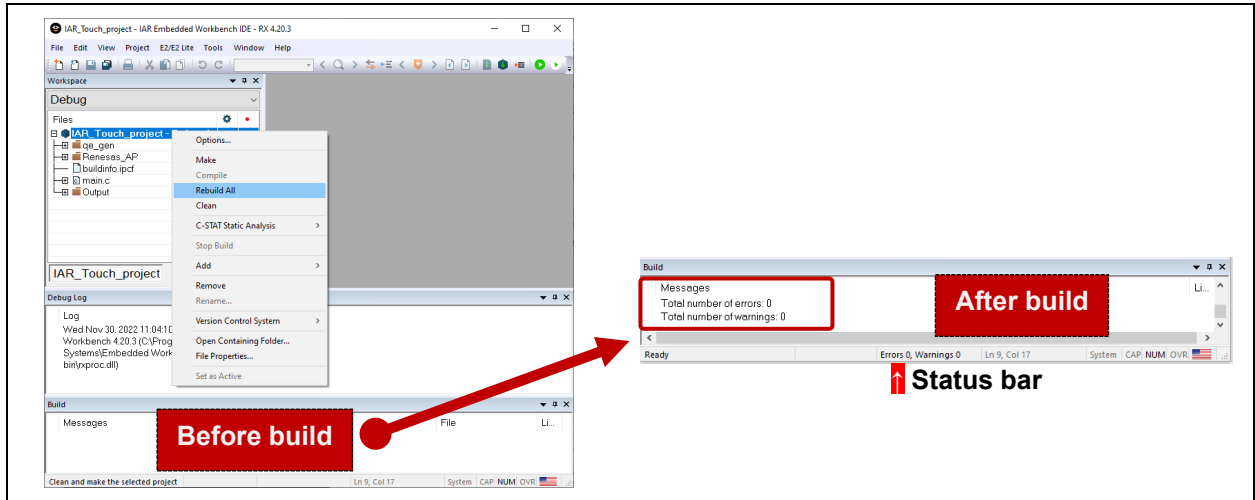 IAR_Touch_project - IAR Embedded Workbench IDE - RX 4.20.3
File Edit View Project E2/E2 Lite Tools Window Help
Workspace
Debug
Files
IAR_Touch_project -
qe_gen
Renesas_AP
buildinfo.ipcf
main.c
Output
IAR_Touch_project
Options...
Make
Compile
Rebuild All
Clean
C-STAT Static Analysis
Stop Build
Add
Remove
Rename...
Version Control System
Open Containing Folder...
File Properties...
Set as Active
Debug Log
Log
Wed Nov 30, 2022 11:04:10
Workbench 4.20.3 (C:\Prog
Systems\Embedded Work
bin\rxproc.dll)
Build
Messages File Li...
Before build
Clean and make the selected project Ln 9, Col 17 System CAP NUM OVR
Build
Messages Li...
Total number of errors: 0
Total number of warnings: 0
After build
Ready Errors 0, Warnings 0 Ln 9, Col 17 System CAP NUM OVR
↑ Status bar